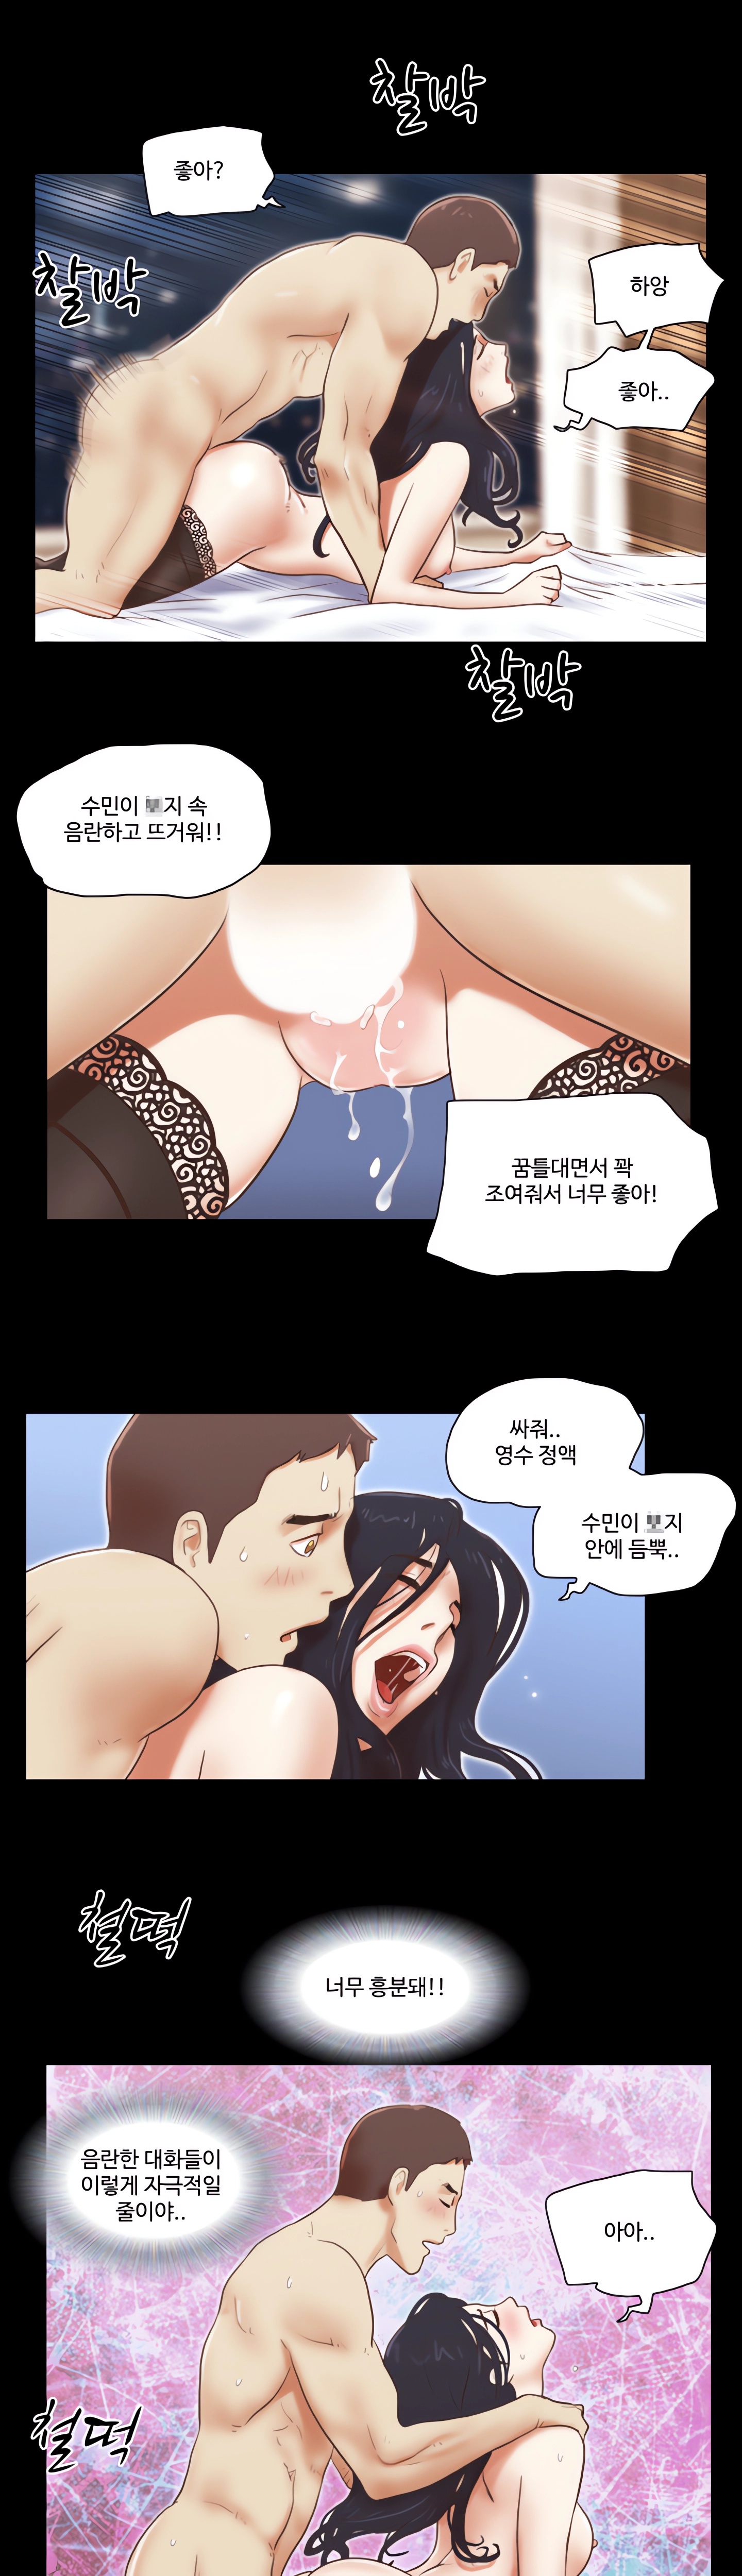 찰박
좋아?
찰박
하앙
좋아..
찰박
수민이 지 속
음란하고 뜨거워!!
꿈틀대면서 꽉
조여줘서 너무 좋아!
싸줘..
영수 정액
수민이 지
안에 듬뿍..
철떡
너무 흥분돼!!
음란한 대화들이
이렇게 자극적일
줄이야..
아아..
철떡